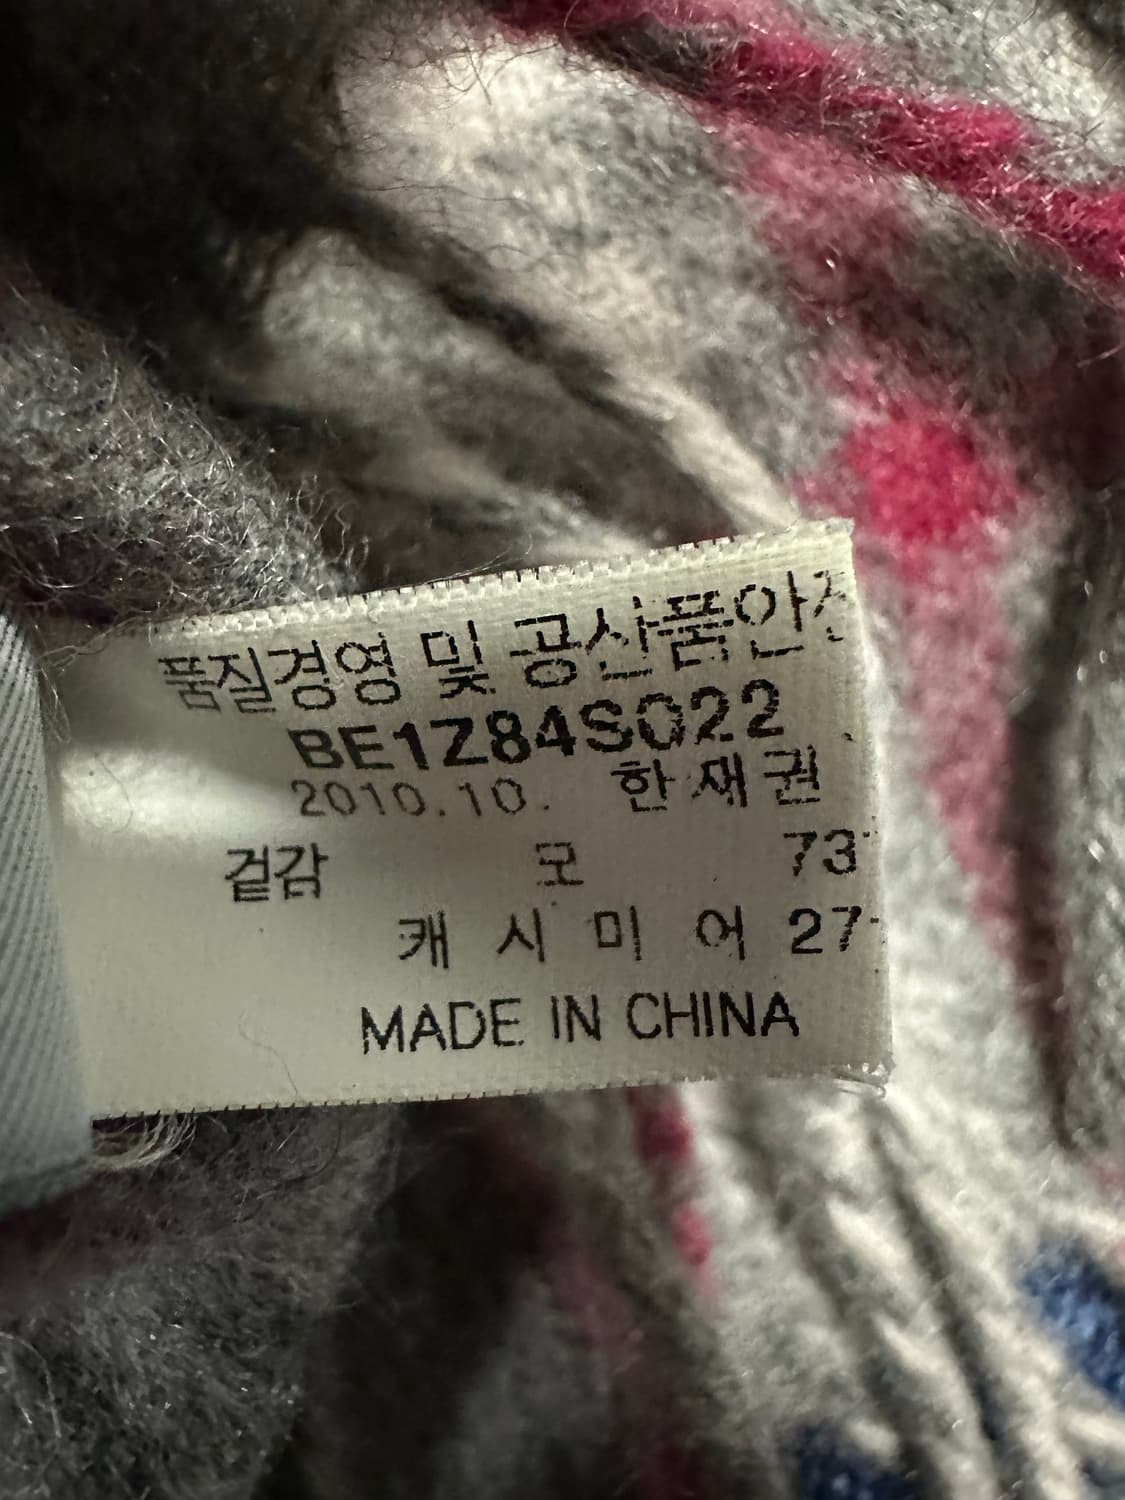 품질경영 및 공산품안
BE1Z84SO22
2010.10. 한재권
겉감 모 73
캐시미어 27
MADE IN CHINA